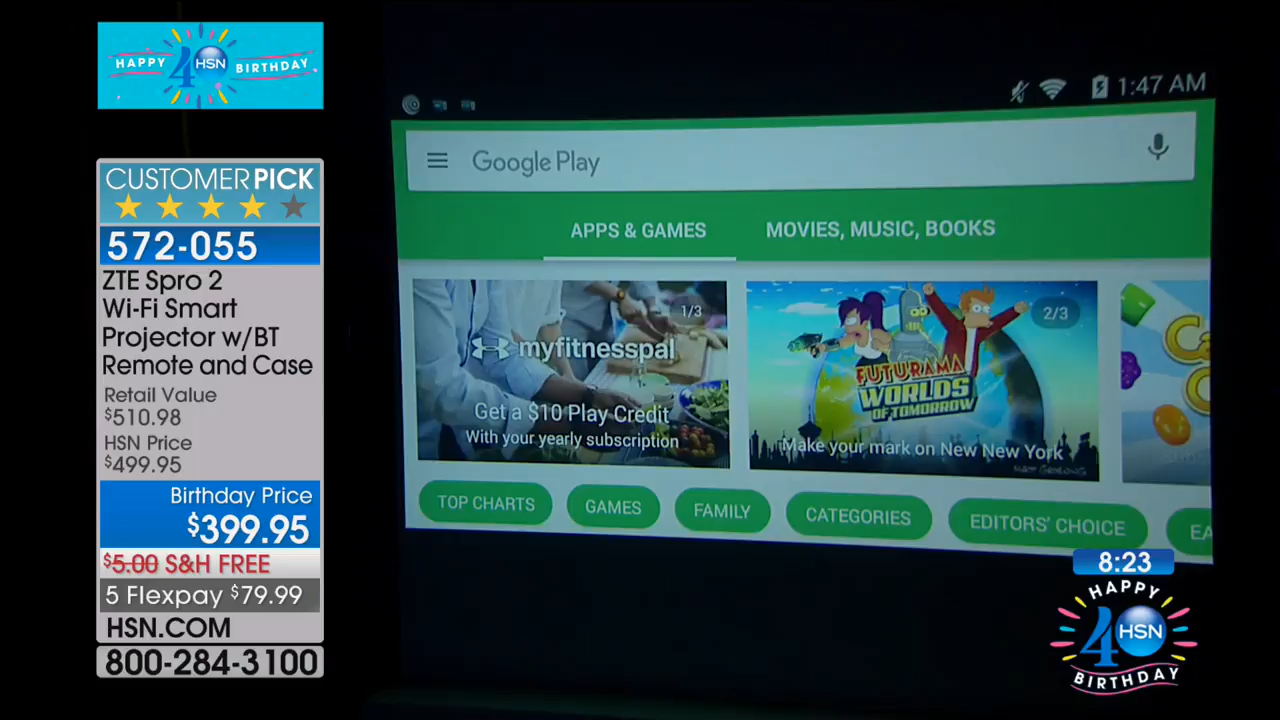 HAPPY 40 HSN BIRTHDAY
CUSTOMER PICK
572-055
ZTE Spro 2
Wi-Fi Smart
Projector w/BT
Remote and Case
Retail Value
$510.98
HSN Price
$499.95
Birthday Price
$399.95
$5.00 S&H FREE
5 Flexpay $79.99
HSN.COM
800-284-3100
1:47 AM
Google Play
APPS & GAMES
MOVIES, MUSIC, BOOKS
1/3
myfitnesspal
Get a $10 Play Credit
With your yearly subscription
2/3
FUTURAMA
WORLDS
OF TOMORROW
Make your mark on New New York
MATT GROENING
TOP CHARTS
GAMES
FAMILY
CATEGORIES
EDITORS' CHOICE
8:23
HAPPY
40 HSN
BIRTHDAY